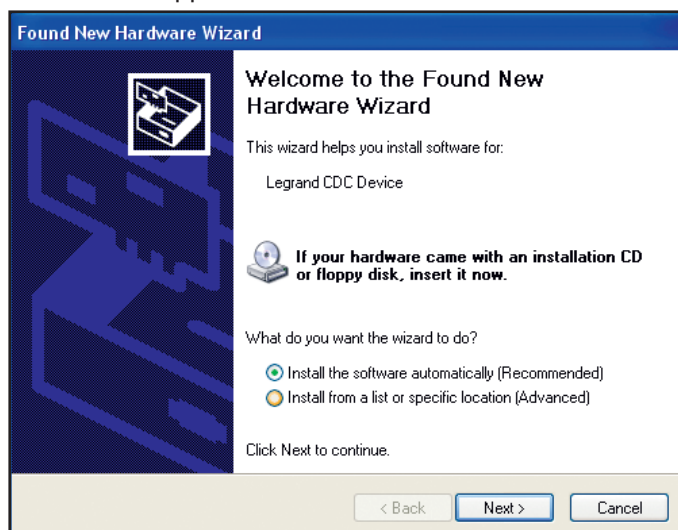 Found New Hardware Wizard
Welcome to the Found New
Hardware Wizard
This wizard helps you install software for:
Legrand CDC Device
If your hardware came with an installation CD
or floppy disk, insert it now.
What do you want the wizard to do?
Install the software automatically (Recommended)
Install from a list or specific location (Advanced)
Click Next to continue.
< Back Next > Cancel